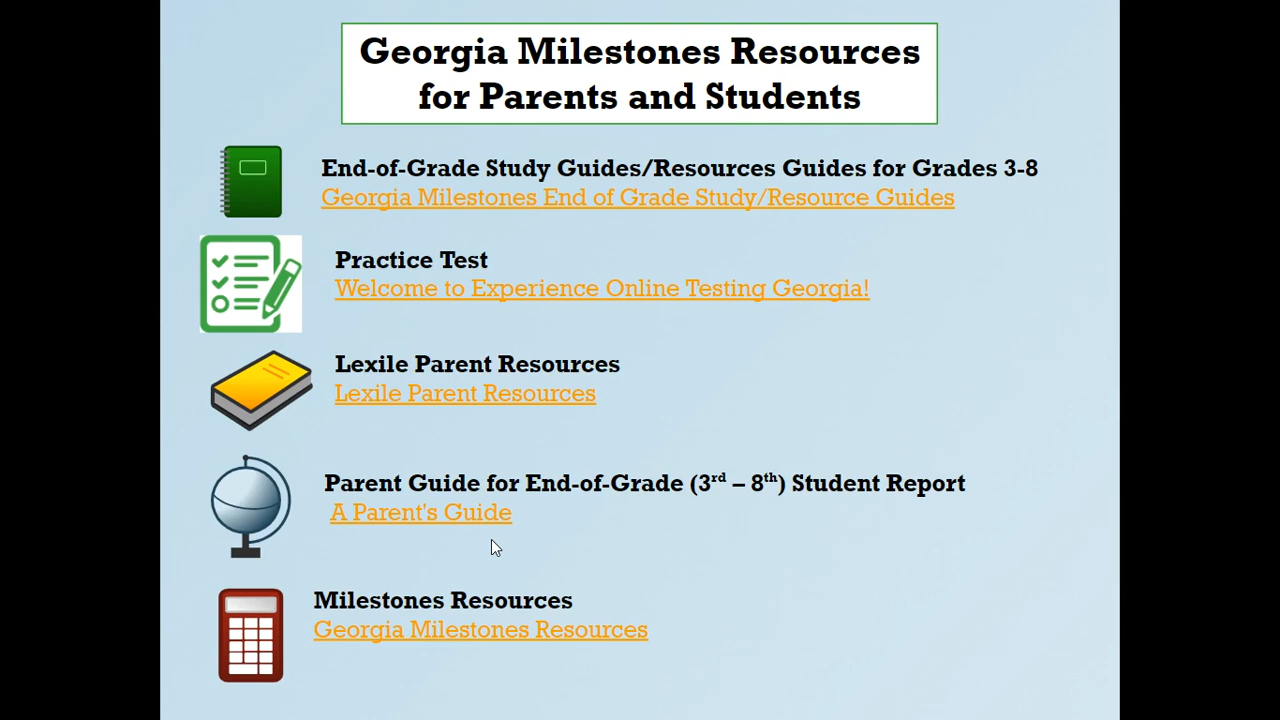 Georgia Milestones Resources
for Parents and Students
End-of-Grade Study Guides/Resources Guides for Grades 3-8
Georgia Milestones End of Grade Study/Resource Guides
Practice Test
Welcome to Experience Online Testing Georgia!
Lexile Parent Resources
Lexile Parent Resources
Parent Guide for End-of-Grade (3rd – 8th) Student Report
A Parent's Guide
Milestones Resources
Georgia Milestones Resources